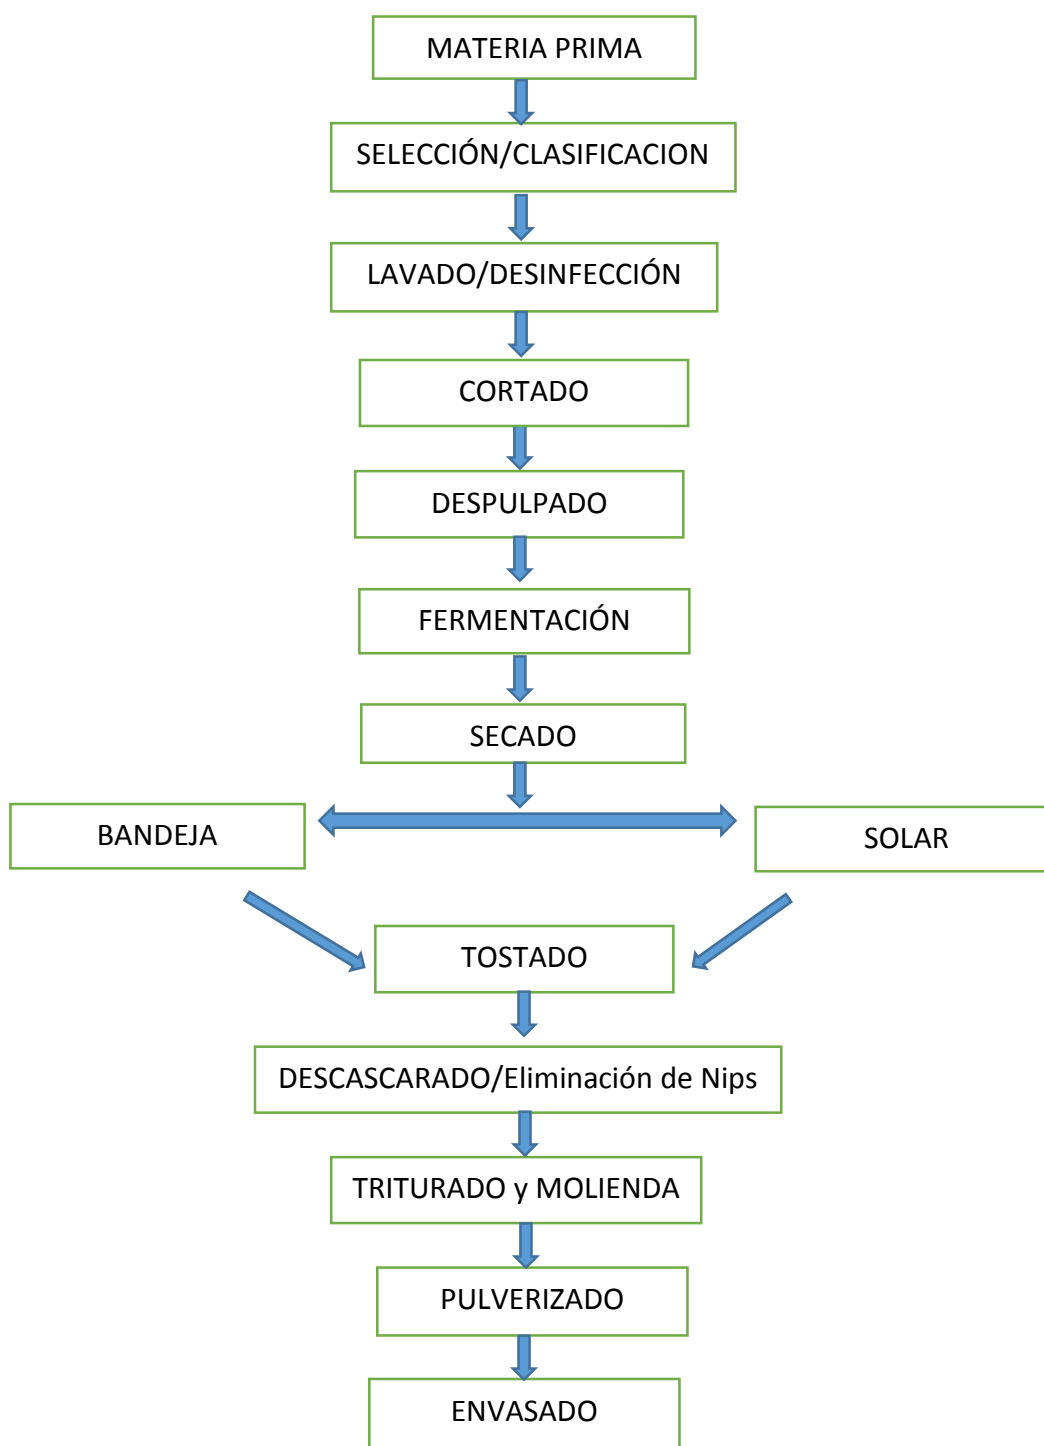 MATERIA PRIMA
SELECCIÓN/CLASIFICACION
LAVADO/DESINFECCIÓN
CORTADO
DESPULPADO
FERMENTACIÓN
SECADO
BANDEJA
SOLAR
TOSTADO
DESCASCARADO/Eliminación de Nips
TRITURADO y MOLIENDA
PULVERIZADO
ENVASADO